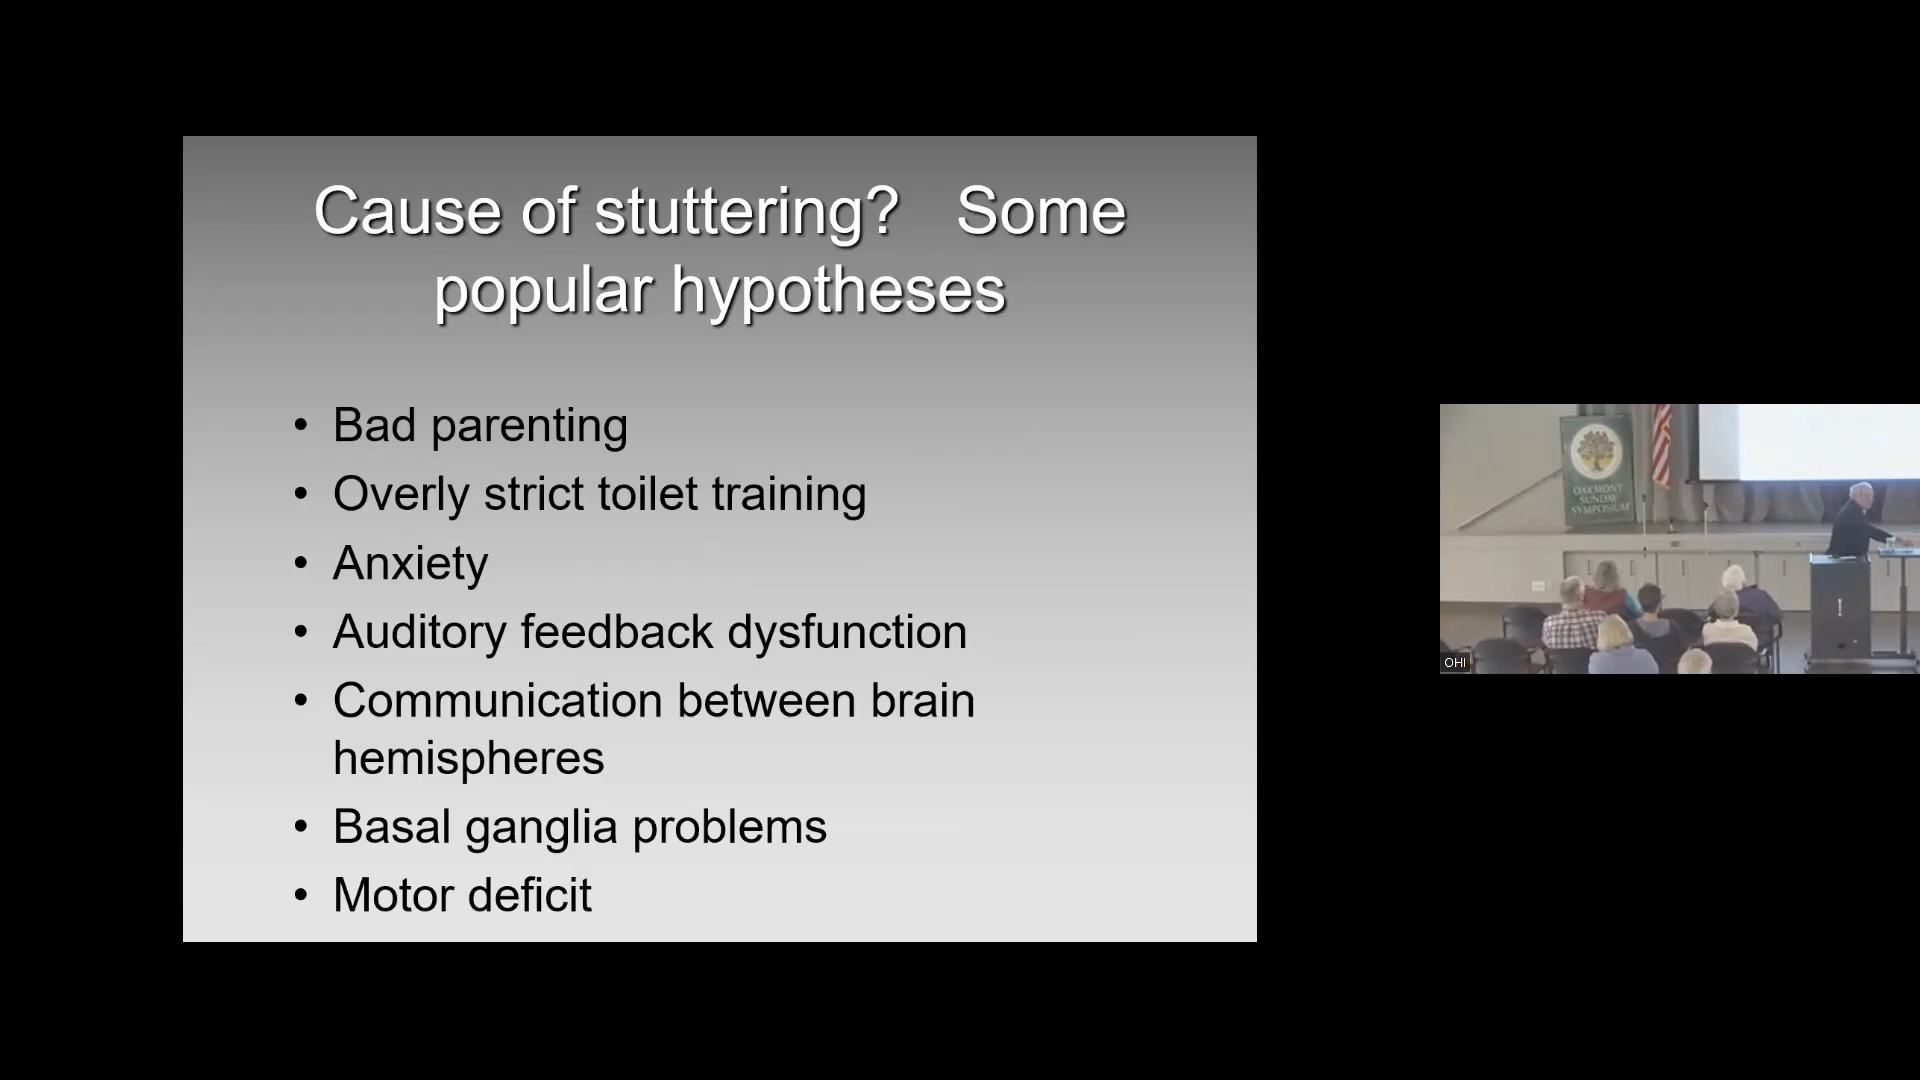 Cause of stuttering? Some
popular hypotheses
• Bad parenting
• Overly strict toilet training
• Anxiety
• Auditory feedback dysfunction
• Communication between brain
hemispheres
• Basal ganglia problems
• Motor deficit
OAKMONT
SUNDAY
SYMPOSIUM
OHI